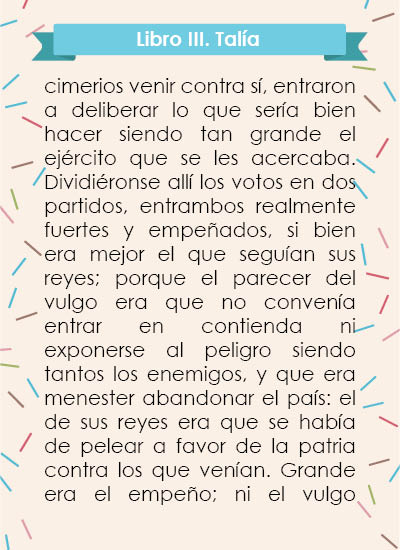 Libro III. Talía
cimerios venir contra sí, entraron
a deliberar lo que sería bien
hacer siendo tan grande el
ejército que se les acercaba.
Dividiéronse allí los votos en dos
partidos, entrambos realmente
fuertes y empeñados, si bien
era mejor el que seguían sus
reyes; porque el parecer del
vulgo era que no convenía
entrar en contienda ni
exponerse al peligro siendo
tantos los enemigos, y que era
menester abandonar el país: el
de sus reyes era que se había
de pelear a favor de la patria
contra los que venían. Grande
era el empeño; ni el vulgo